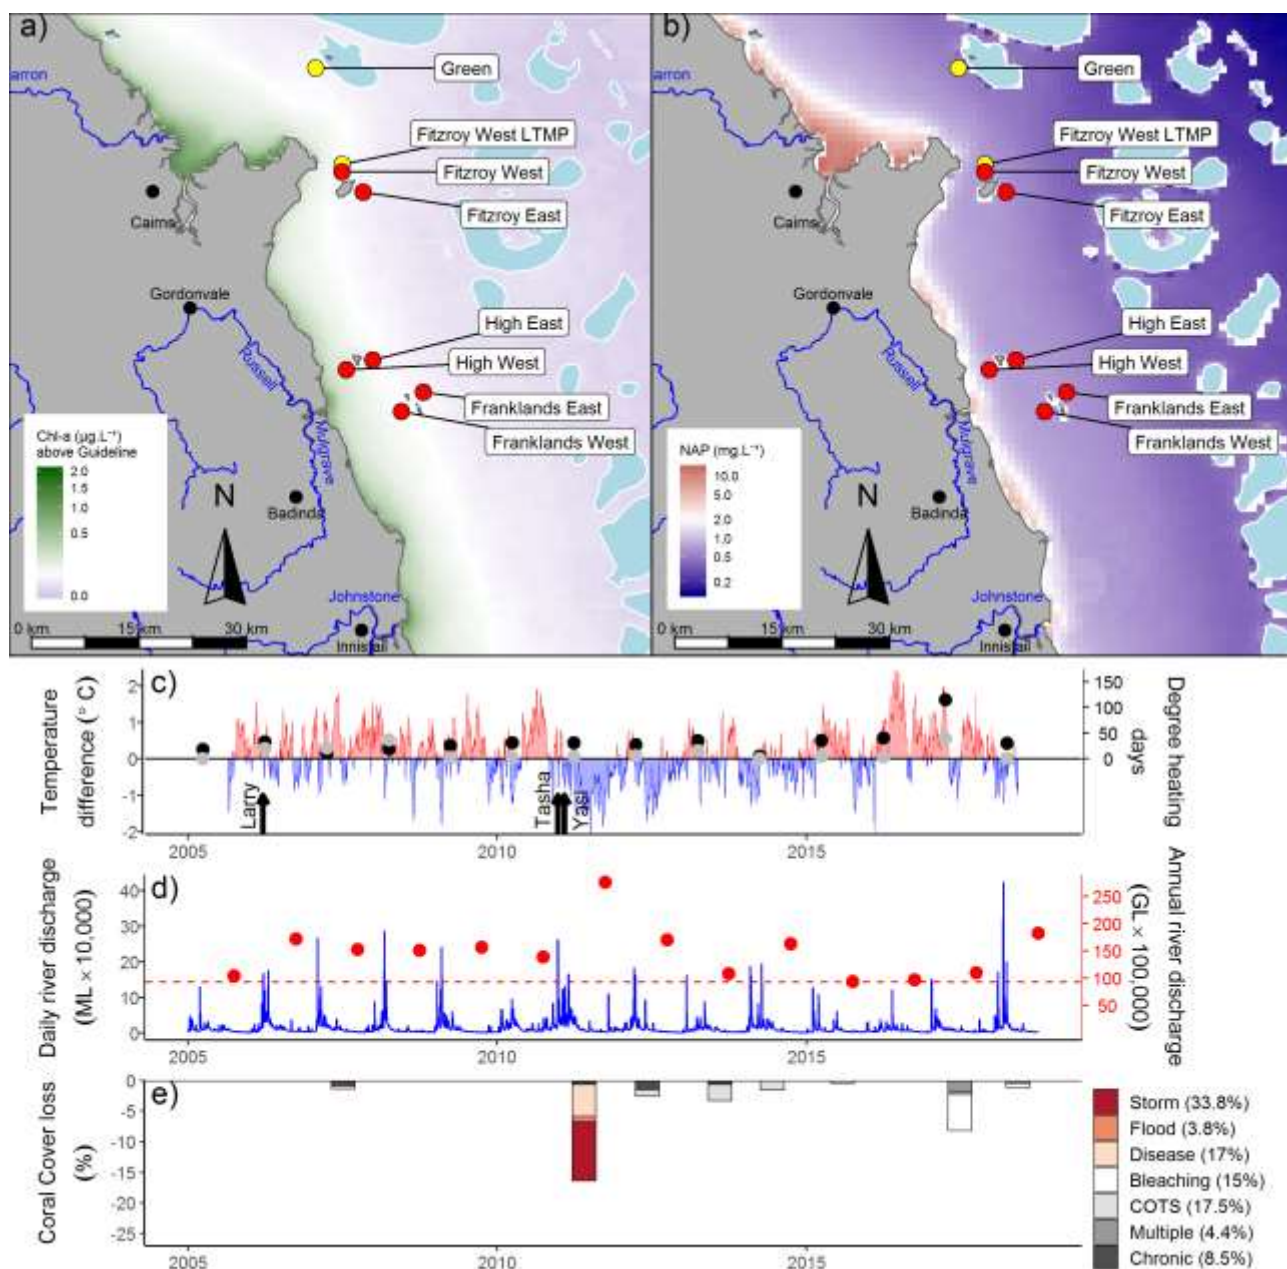 a)
Green
Fitzroy West LTMP
Fitzroy West
Fitzroy East
arron
Cairns
Gordonvale
High East
High West
Russell
Franklands East
Franklands West
Mulgrave
Chl-a (µg.L⁻¹)
above Guideline
2.0
1.5
1.0
0.5
0.0
N
Badinda
Johnstone
0 km
15 km
30 km
Innisfail
b)
Green
Fitzroy West LTMP
Fitzroy West
Fitzroy East
arron
Cairns
Gordonvale
High East
High West
Russell
Franklands East
Franklands West
Mulgrave
NAP (mg.L⁻¹)
10.0
5.0
2.0
1.0
0.5
0.2
N
Badinda
Johnstone
0 km
15 km
30 km
Innisfail
c)
Temperature
difference (° C)
2
1
0
-1
-2
Larry
Tasha
Yasi
150
100
50
0
Degree heating
days
2005
2010
2015
d)
Daily river discharge
(ML × 10,000)
40
30
20
10
0
250
200
150
100
50
Annual river discharge
(GL × 100,000)
2005
2010
2015
e)
Coral Cover loss
(%)
0
-5
-10
-15
-20
-25
2005
2010
2015
Storm (33.8%)
Flood (3.8%)
Disease (17%)
Bleaching (15%)
COTS (17.5%)
Multiple (4.4%)
Chronic (8.5%)